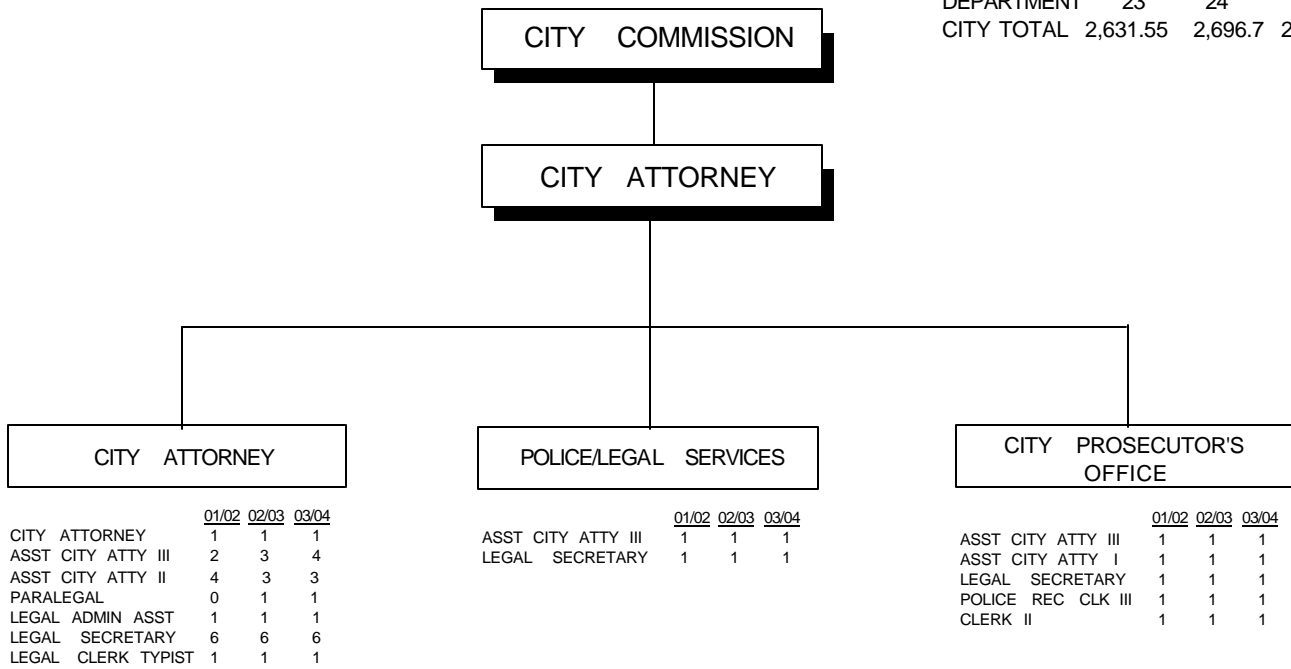 DEPARTMENT 23 24
CITY TOTAL 2,631.55 2,696.7 2
CITY COMMISSION
CITY ATTORNEY
CITY ATTORNEY
01/02 02/03 03/04
CITY ATTORNEY 1 1 1
ASST CITY ATTY III 2 3 4
ASST CITY ATTY II 4 3 3
PARALEGAL 0 1 1
LEGAL ADMIN ASST 1 1 1
LEGAL SECRETARY 6 6 6
LEGAL CLERK TYPIST 1 1 1
POLICE/LEGAL SERVICES
01/02 02/03 03/04
ASST CITY ATTY III 1 1 1
LEGAL SECRETARY 1 1 1
CITY PROSECUTOR'S
OFFICE
01/02 02/03 03/04
ASST CITY ATTY III 1 1 1
ASST CITY ATTY I 1 1 1
LEGAL SECRETARY 1 1 1
POLICE REC CLK III 1 1 1
CLERK II 1 1 1